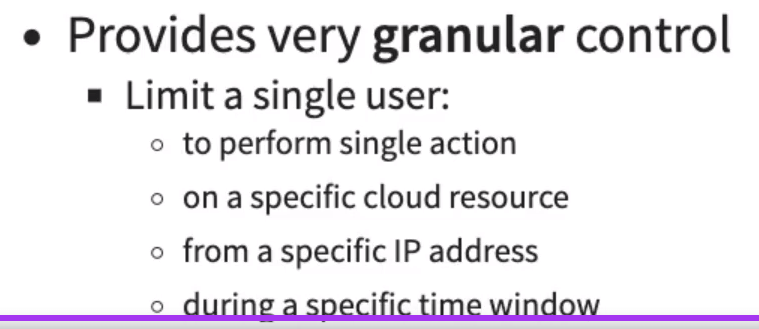 • Provides very granular control
▪ Limit a single user:
○ to perform single action
○ on a specific cloud resource
○ from a specific IP address
○ during a specific time window